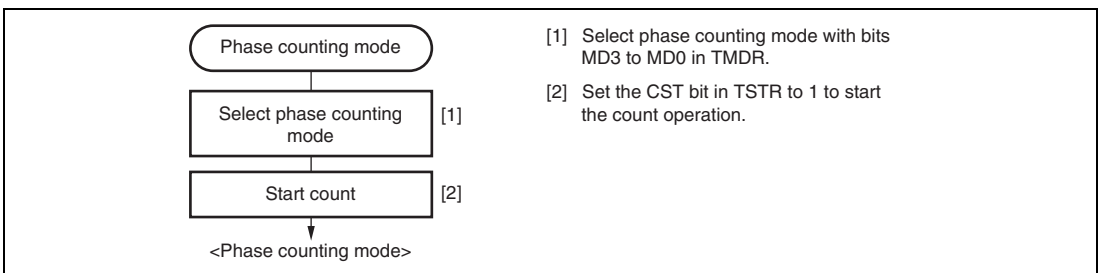 Phase counting mode
Select phase counting
mode
[1]
Start count
[2]
<Phase counting mode>
[1] Select phase counting mode with bits
MD3 to MD0 in TMDR.
[2] Set the CST bit in TSTR to 1 to start
the count operation.